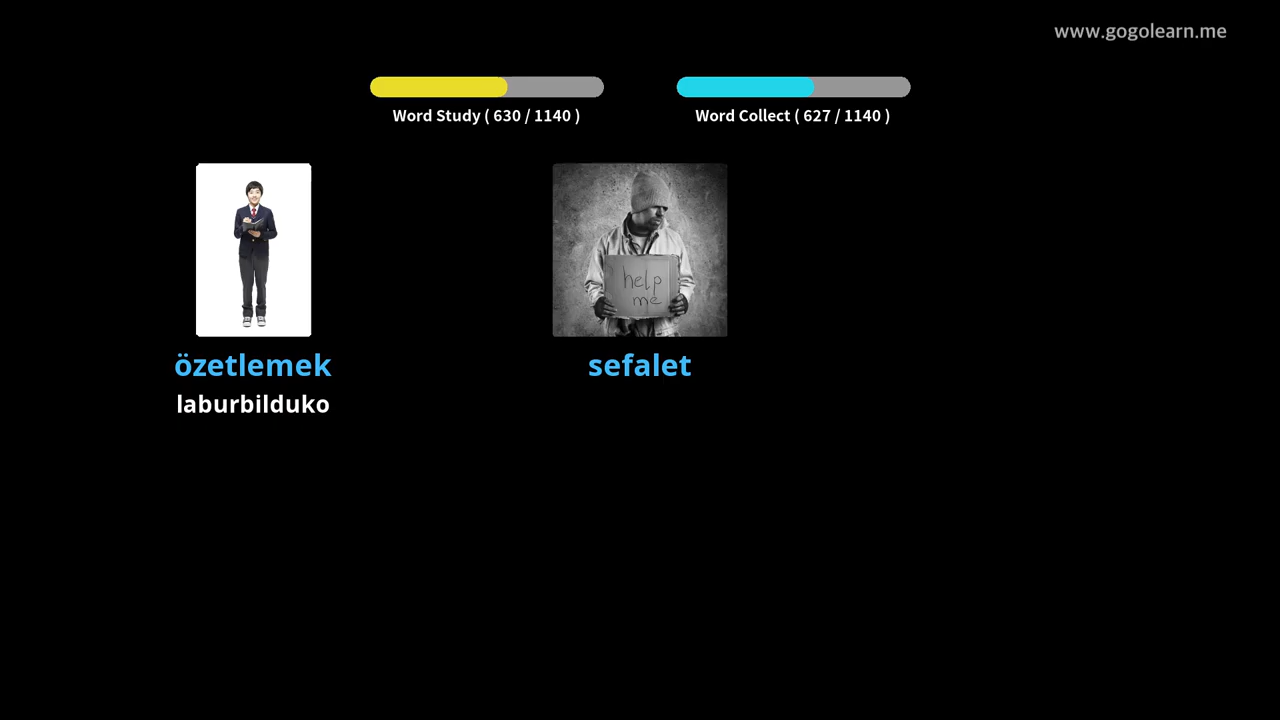 www.gogolearn.me
Word Study ( 630 / 1140 )
Word Collect ( 627 / 1140 )
help
me
özetlemek
sefalet
laburbilduko